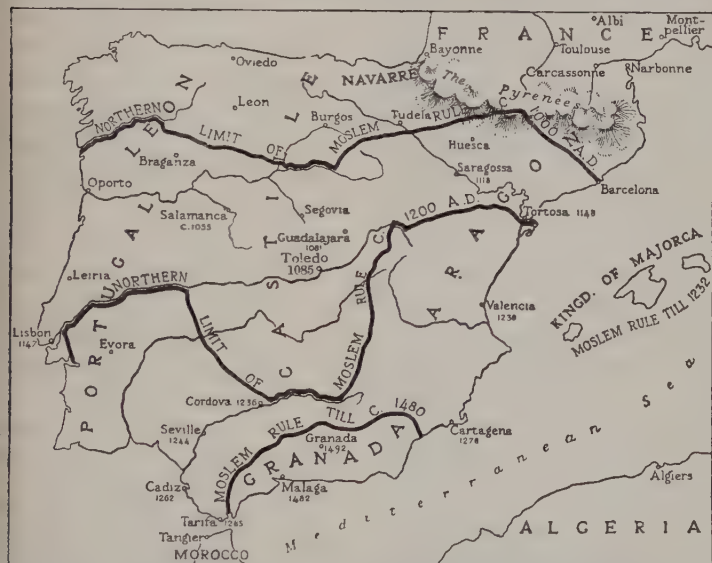 FRANCE
Albi
Mont-
pellier
Bayonne
Toulouse
Carcassonne
Narbonne
Oviedo
NAVARRE
The Pyrenees
Leon
LEON
Burgos
Tudela
Huesca
NORTHERN LIMIT OF MOSLEM RULE C. 1000 A.D.
Braganza
Saragossa
1118
Barcelona
Oporto
CASTILE
ARAGON
Salamanca
C. 1055
Segovia
Tortosa 1148
Guadalajara
1081
Toledo
1085
KINGD. OF MAJORCA
MOSLEM RULE TILL 1232
Leiria
PORTUGAL
NORTHERN LIMIT OF MOSLEM RULE C. 1200 A.D.
Valencia
1238
Lisbon
1147
Evora
Cordova 1236
Seville
1244
MOSLEM RULE TILL C. 1480
Cartagena
Granada
1492
GRANADA
Cadiz
1262
Malaga
1482
Mediterranean Sea
Algiers
Tarifa
Tangier
ALGERIA
MOROCCO